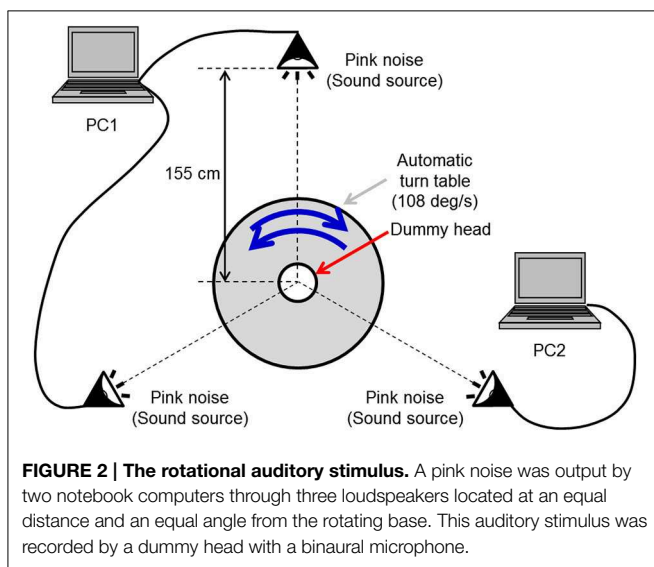 Pink noise
(Sound source)
PC1
155 cm
Automatic
turn table
(108 deg/s)
Dummy head
PC2
Pink noise
(Sound source)
Pink noise
(Sound source)
FIGURE 2 | The rotational auditory stimulus. A pink noise was output by
two notebook computers through three loudspeakers located at an equal
distance and an equal angle from the rotating base. This auditory stimulus was
recorded by a dummy head with a binaural microphone.